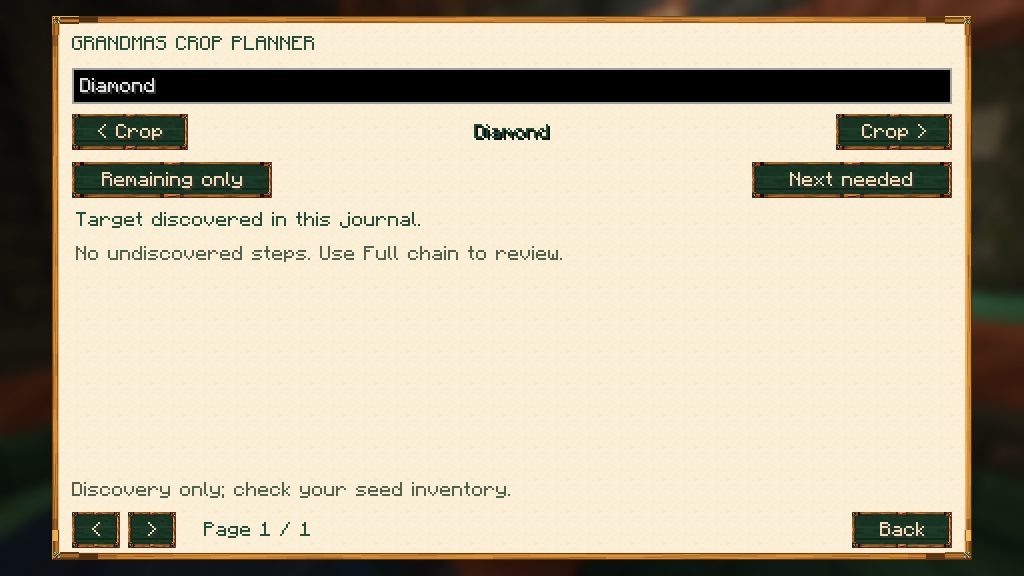 GRANDMAS CROP PLANNER
Diamond
< Crop
Diamond
Crop >
Remaining only
Next needed
Target discovered in this journal.
No undiscovered steps. Use Full chain to review.
Discovery only; check your seed inventory.
< > Page 1 / 1
Back